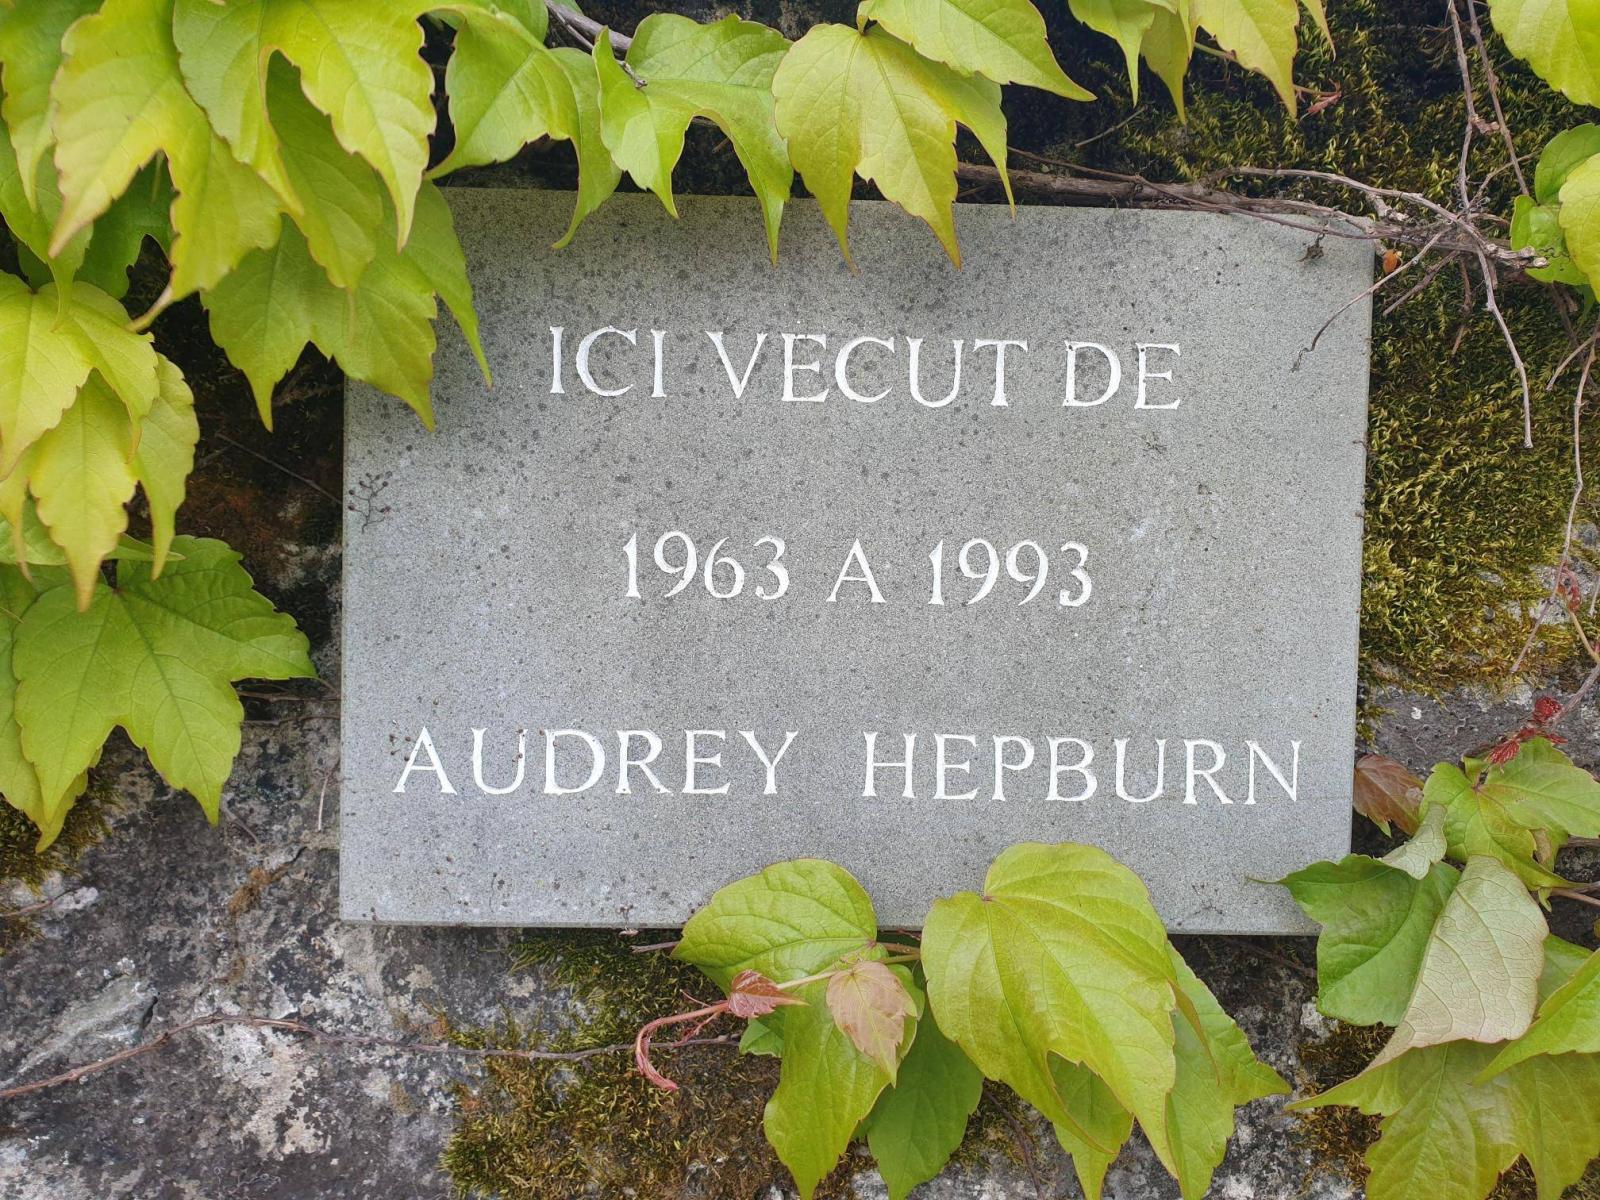 ICI VECUT DE
1963 A 1993
AUDREY HEPBURN